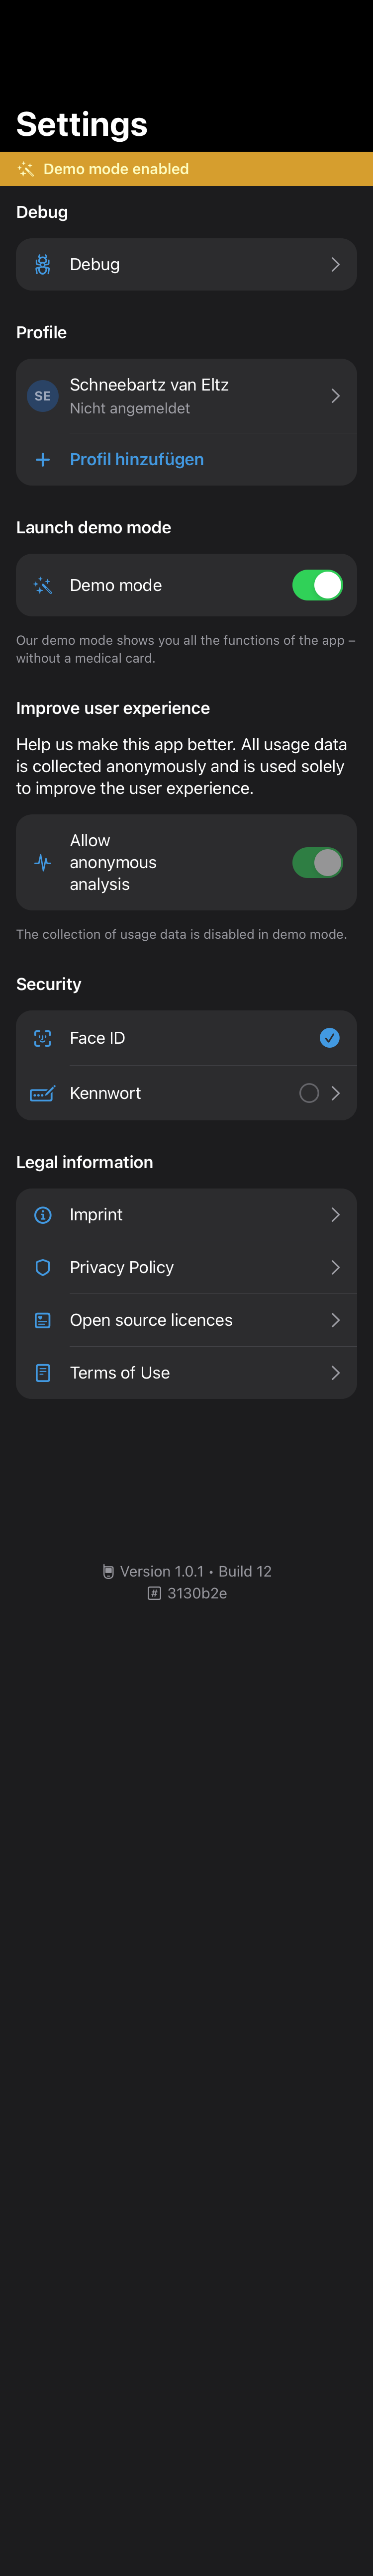 Settings
Demo mode enabled
Debug
Debug
Profile
SE
Schneebartz van Eltz
Nicht angemeldet
Profil hinzufügen
Launch demo mode
Demo mode
Our demo mode shows you all the functions of the app –
without a medical card.
Improve user experience
Help us make this app better. All usage data
is collected anonymously and is used solely
to improve the user experience.
Allow
anonymous
analysis
The collection of usage data is disabled in demo mode.
Security
Face ID
Kennwort
Legal information
Imprint
Privacy Policy
Open source licences
Terms of Use
Version 1.0.1 • Build 12
# 3130b2e